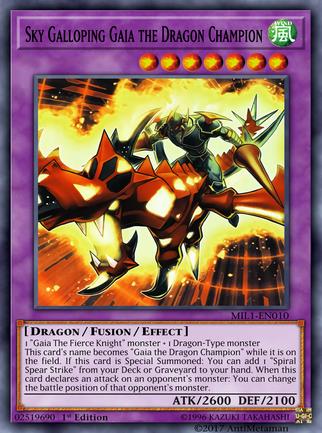 Sky Galloping Gaia the Dragon Champion
WIND
風
MIL1-EN010
[Dragon / Fusion / Effect]
1 "Gaia The Fierce Knight" monster + 1 Dragon-Type monster
This card's name becomes "Gaia the Dragon Champion" while it is
on the field. If this card is Special Summoned: You can add 1 "Spiral
Spear Strike" from your Deck or Graveyard to your hand. When this
card declares an attack on an opponent's monster: You can change
the battle position of that opponent's monster.
ATK/2600 DEF/2100
02519690 1st Edition ©1996 KAZUKI TAKAHASHI
©2017 AntiMetaman